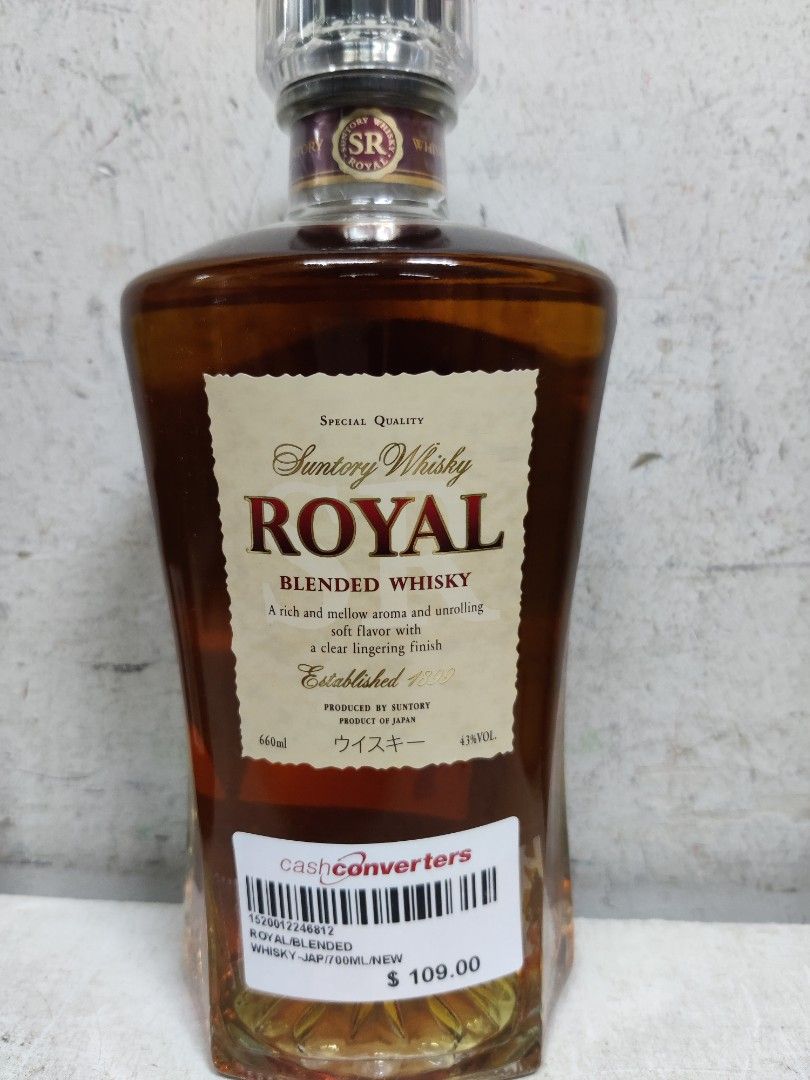 SUNTORY WHISKY
SR
ROYAL
SPECIAL QUALITY
Suntory Whisky
ROYAL
BLENDED WHISKY
A rich and mellow aroma and unrolling
soft flavor with
a clear lingering finish
Established 1899
PRODUCED BY SUNTORY
PRODUCT OF JAPAN
660ml ウイスキー 43%VOL.
cashconverters
1520012246812
ROYAL/BLENDED
WHISKY-JAP/700ML/NEW
$ 109.00